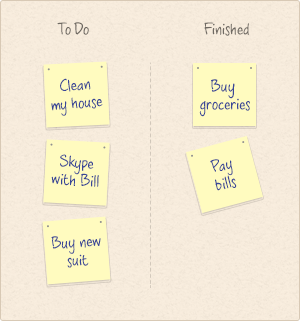 To Do
Clean
my house
Skype
with Bill
Buy new
suit
Finished
Buy
groceries
Pay
bills